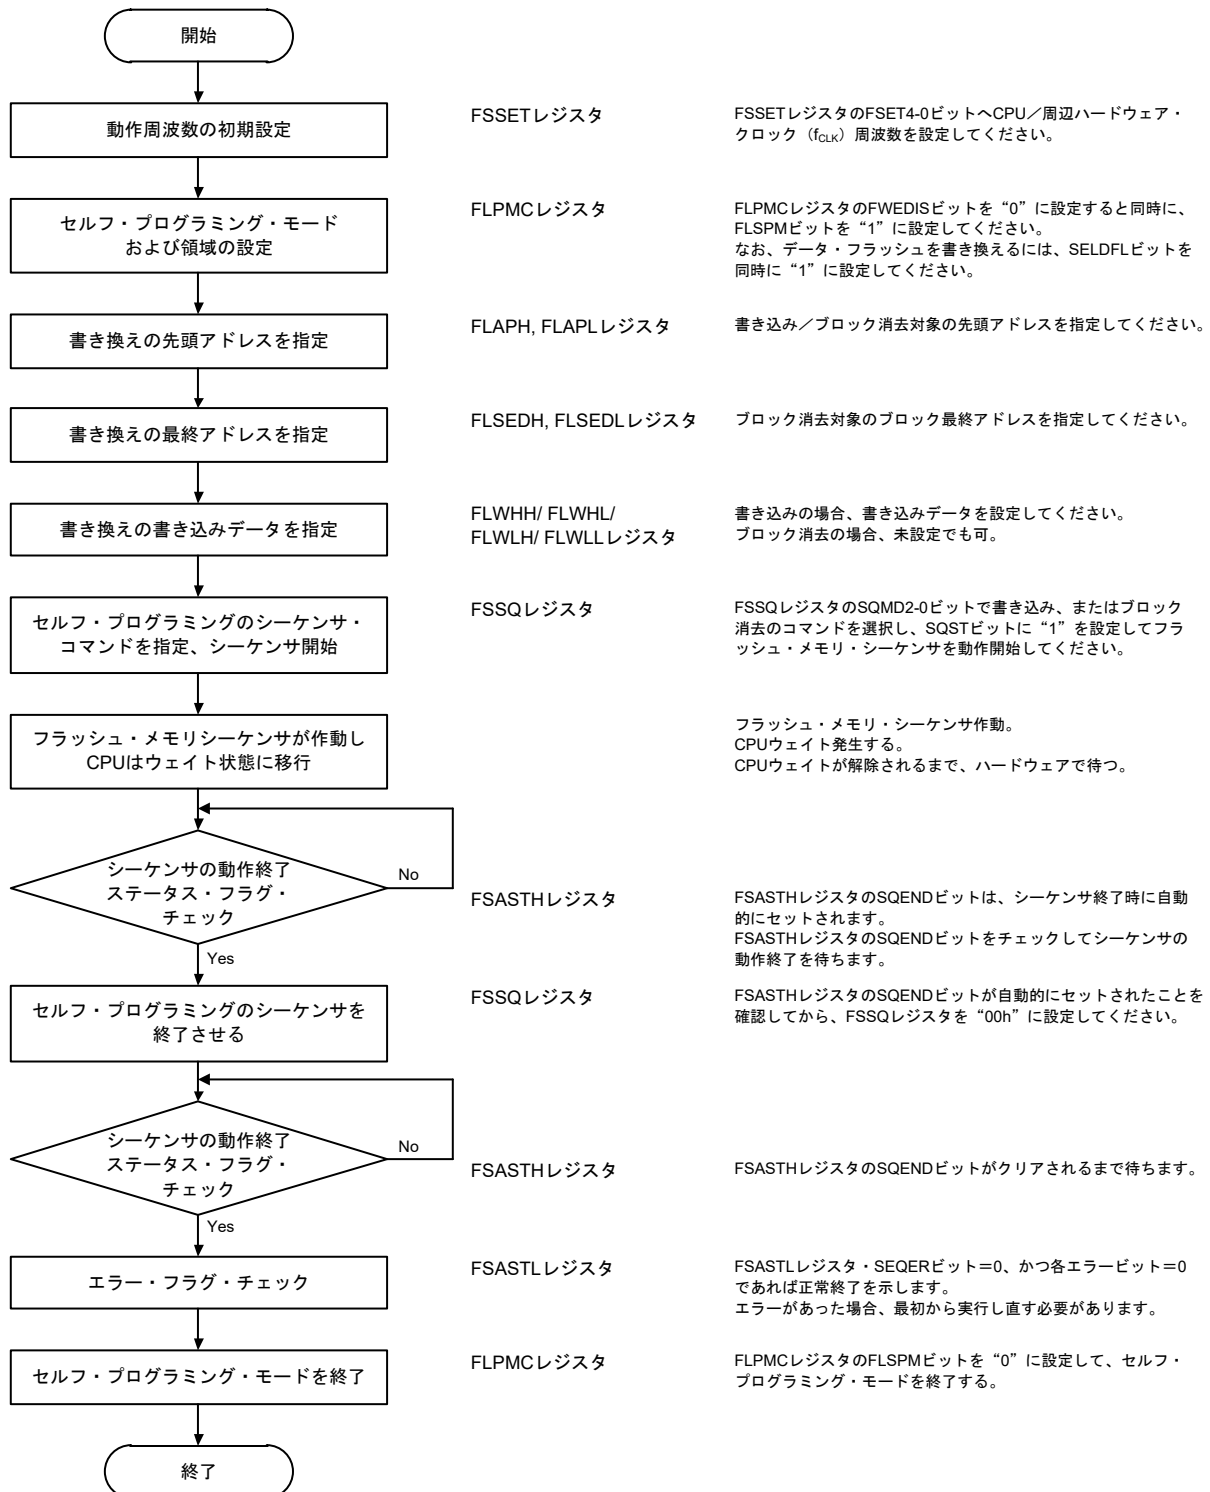 開始
動作周波数の初期設定
FSSETレジスタ
FSSETレジスタのFSET4-0ビットへCPU／周辺ハードウェア・
クロック（fCLK）周波数を設定してください。
セルフ・プログラミング・モード
および領域の設定
FLPMCレジスタ
FLPMCレジスタのFWEDISビットを“0”に設定すると同時に、
FLSPMビットを“1”に設定してください。
なお、データ・フラッシュを書き換えるには、SELDFLビットを
同時に“1”に設定してください。
書き換えの先頭アドレスを指定
FLAPH, FLAPLレジスタ
書き込み／ブロック消去対象の先頭アドレスを指定してください。
書き換えの最終アドレスを指定
FLSEDH, FLSEDLレジスタ
ブロック消去対象のブロック最終アドレスを指定してください。
書き換えの書き込みデータを指定
FLWHH/ FLWHL/
FLWLH/ FLWLLレジスタ
書き込みの場合、書き込みデータを設定してください。
ブロック消去の場合、未設定でも可。
セルフ・プログラミングのシーケンサ・
コマンドを指定、シーケンサ開始
FSSQレジスタ
FSSQレジスタのSQMD2-0ビットで書き込み、またはブロック
消去のコマンドを選択し、SQSTビットに“1”を設定してフラ
ッシュ・メモリ・シーケンサを動作開始してください。
フラッシュ・メモリシーケンサが作動し
CPUはウェイト状態に移行
フラッシュ・メモリ・シーケンサ作動。
CPUウェイト発生する。
CPUウェイトが解除されるまで、ハードウェアで待つ。
シーケンサの動作終了
ステータス・フラグ・
チェック
No
Yes
FSASTHレジスタ
FSASTHレジスタのSQENDビットは、シーケンサ終了時に自動
的にセットされます。
FSASTHレジスタのSQENDビットをチェックしてシーケンサの
動作終了を待ちます。
セルフ・プログラミングのシーケンサを
終了させる
FSSQレジスタ
FSASTHレジスタのSQENDビットが自動的にセットされたことを
確認してから、FSSQレジスタを“00h”に設定してください。
シーケンサの動作終了
ステータス・フラグ・
チェック
No
Yes
FSASTHレジスタ
FSASTHレジスタのSQENDビットがクリアされるまで待ちます。
エラー・フラグ・チェック
FSASTLレジスタ
FSASTLレジスタ・SEQERビット＝0、かつ各エラービット＝0
であれば正常終了を示します。
エラーがあった場合、最初から実行し直す必要があります。
セルフ・プログラミング・モードを終了
FLPMCレジスタ
FLPMCレジスタのFLSPMビットを“0”に設定して、セルフ・
プログラミング・モードを終了する。
終了